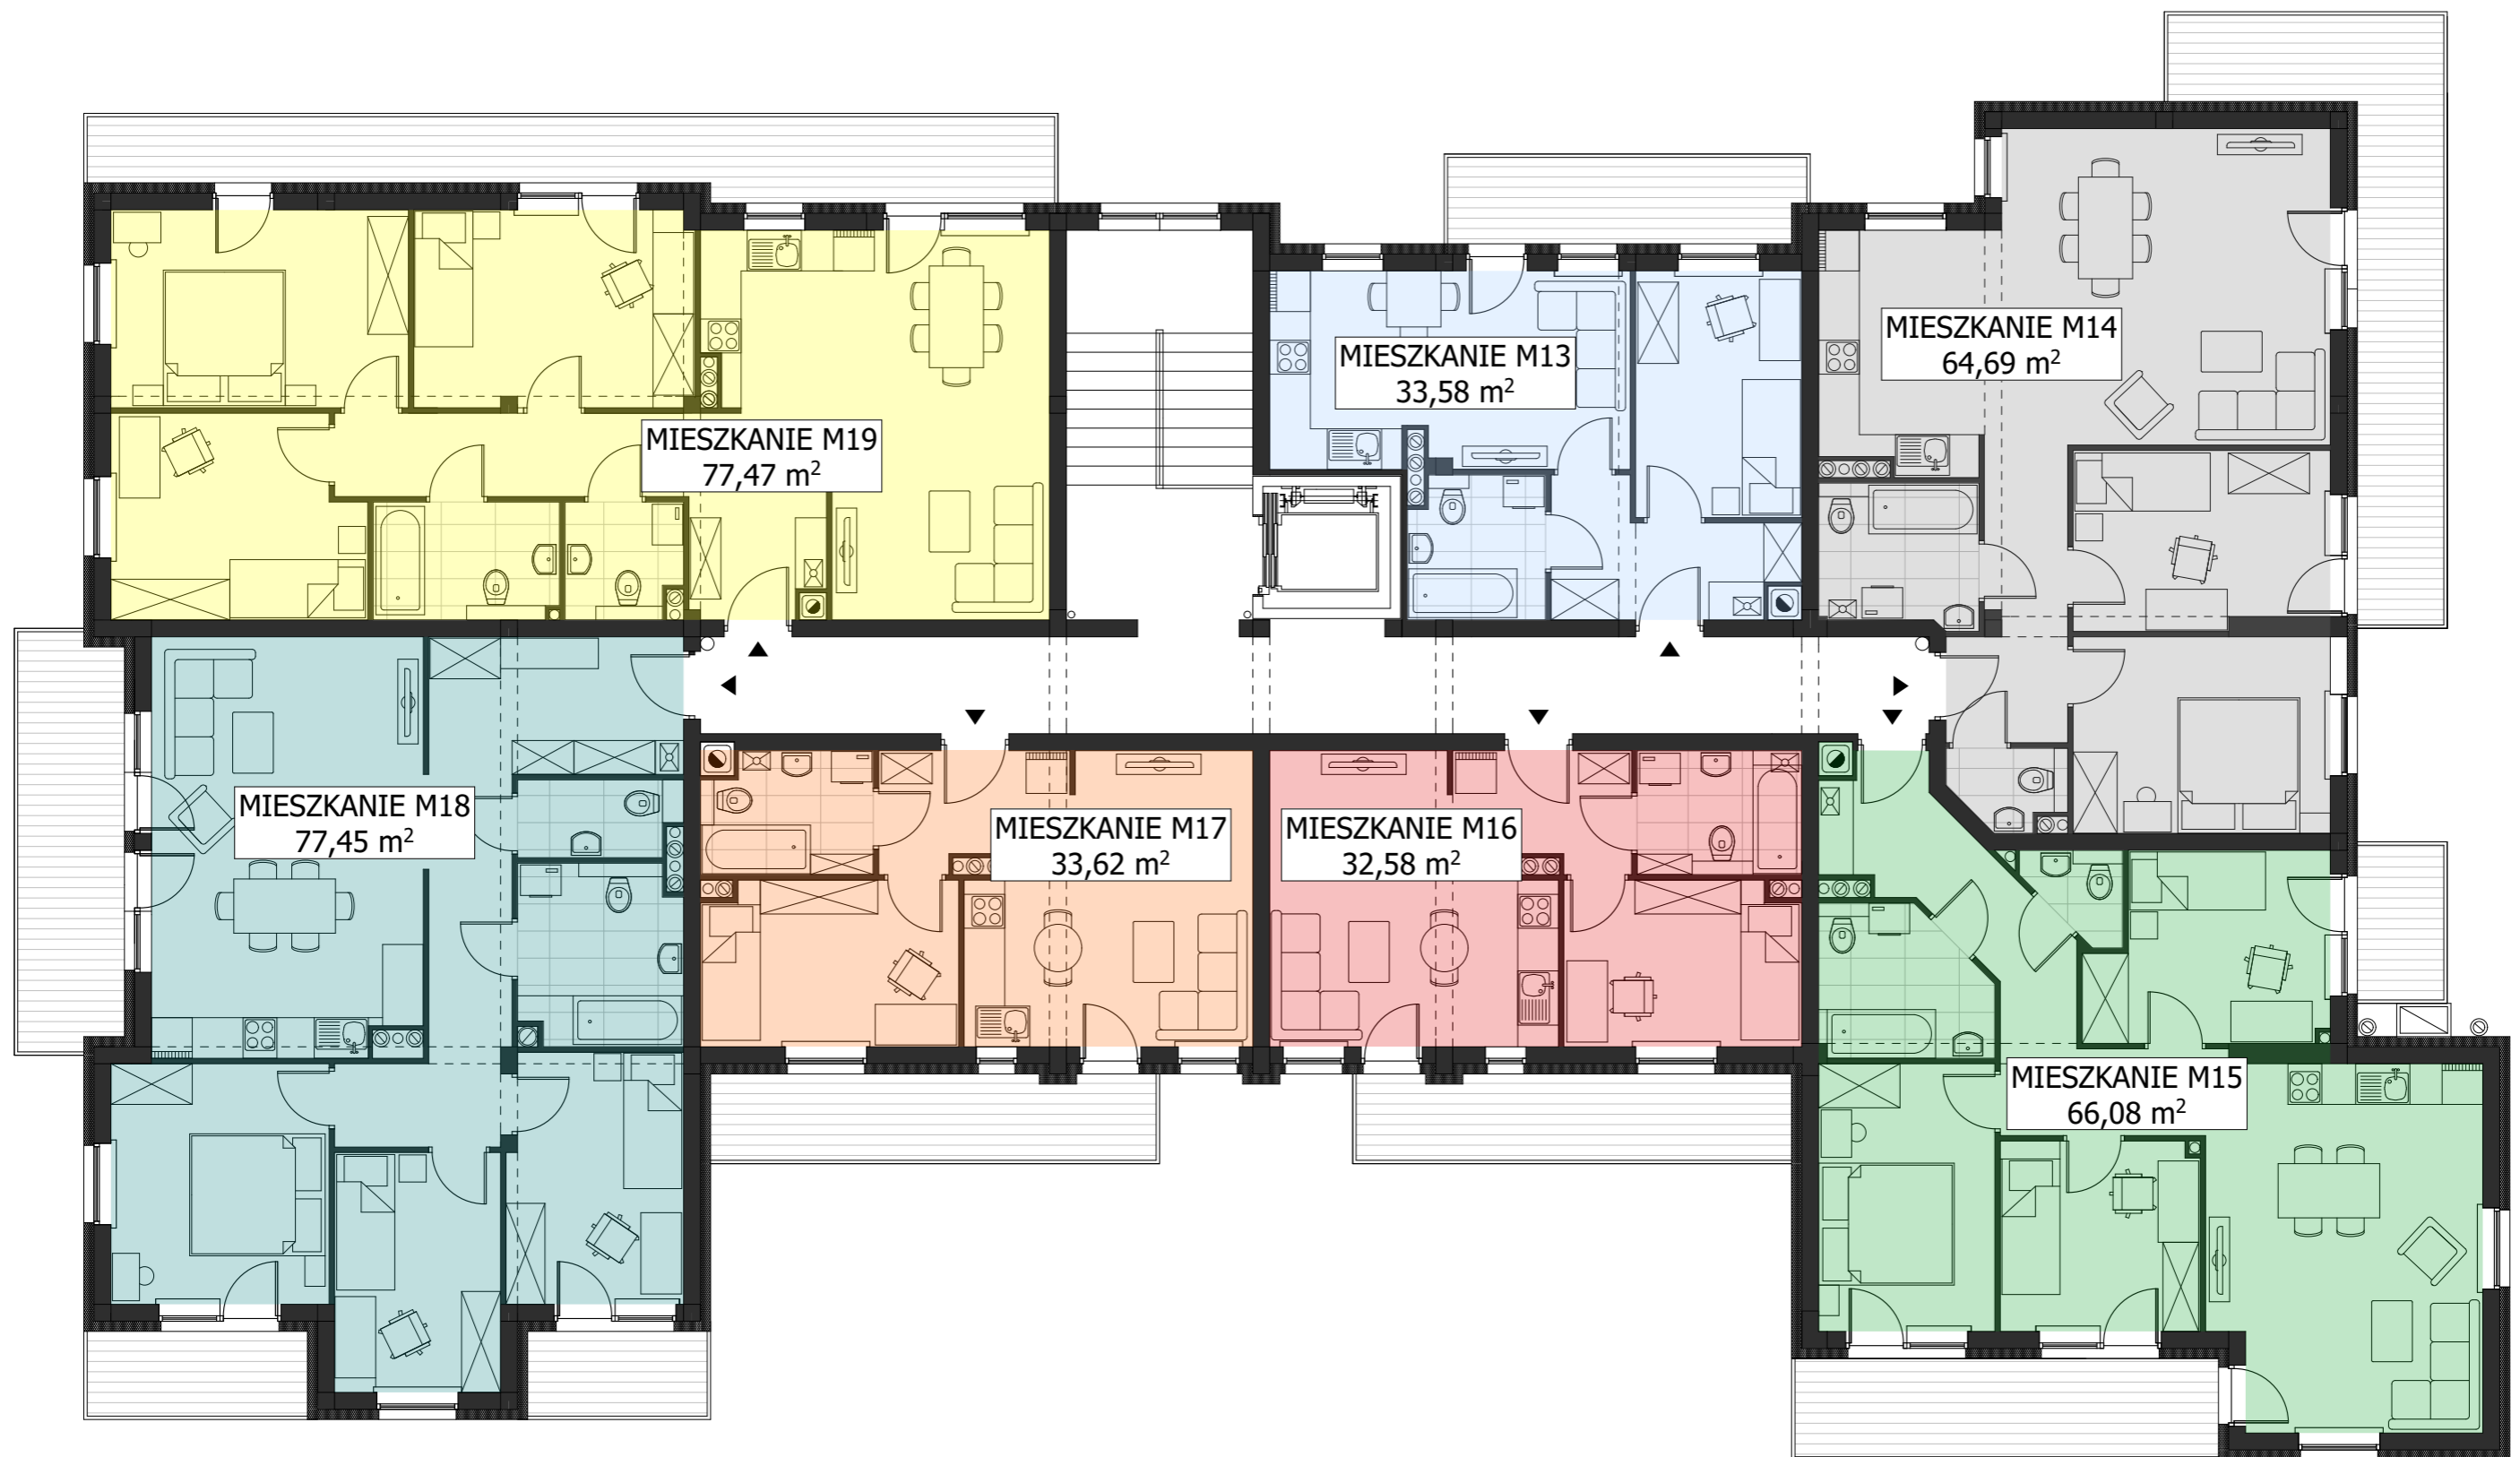 MIESZKANIE M14
64,69 m²
MIESZKANIE M13
33,58 m²
MIESZKANIE M19
77,47 m²
MIESZKANIE M18
77,45 m²
MIESZKANIE M17
33,62 m²
MIESZKANIE M16
32,58 m²
MIESZKANIE M15
66,08 m²